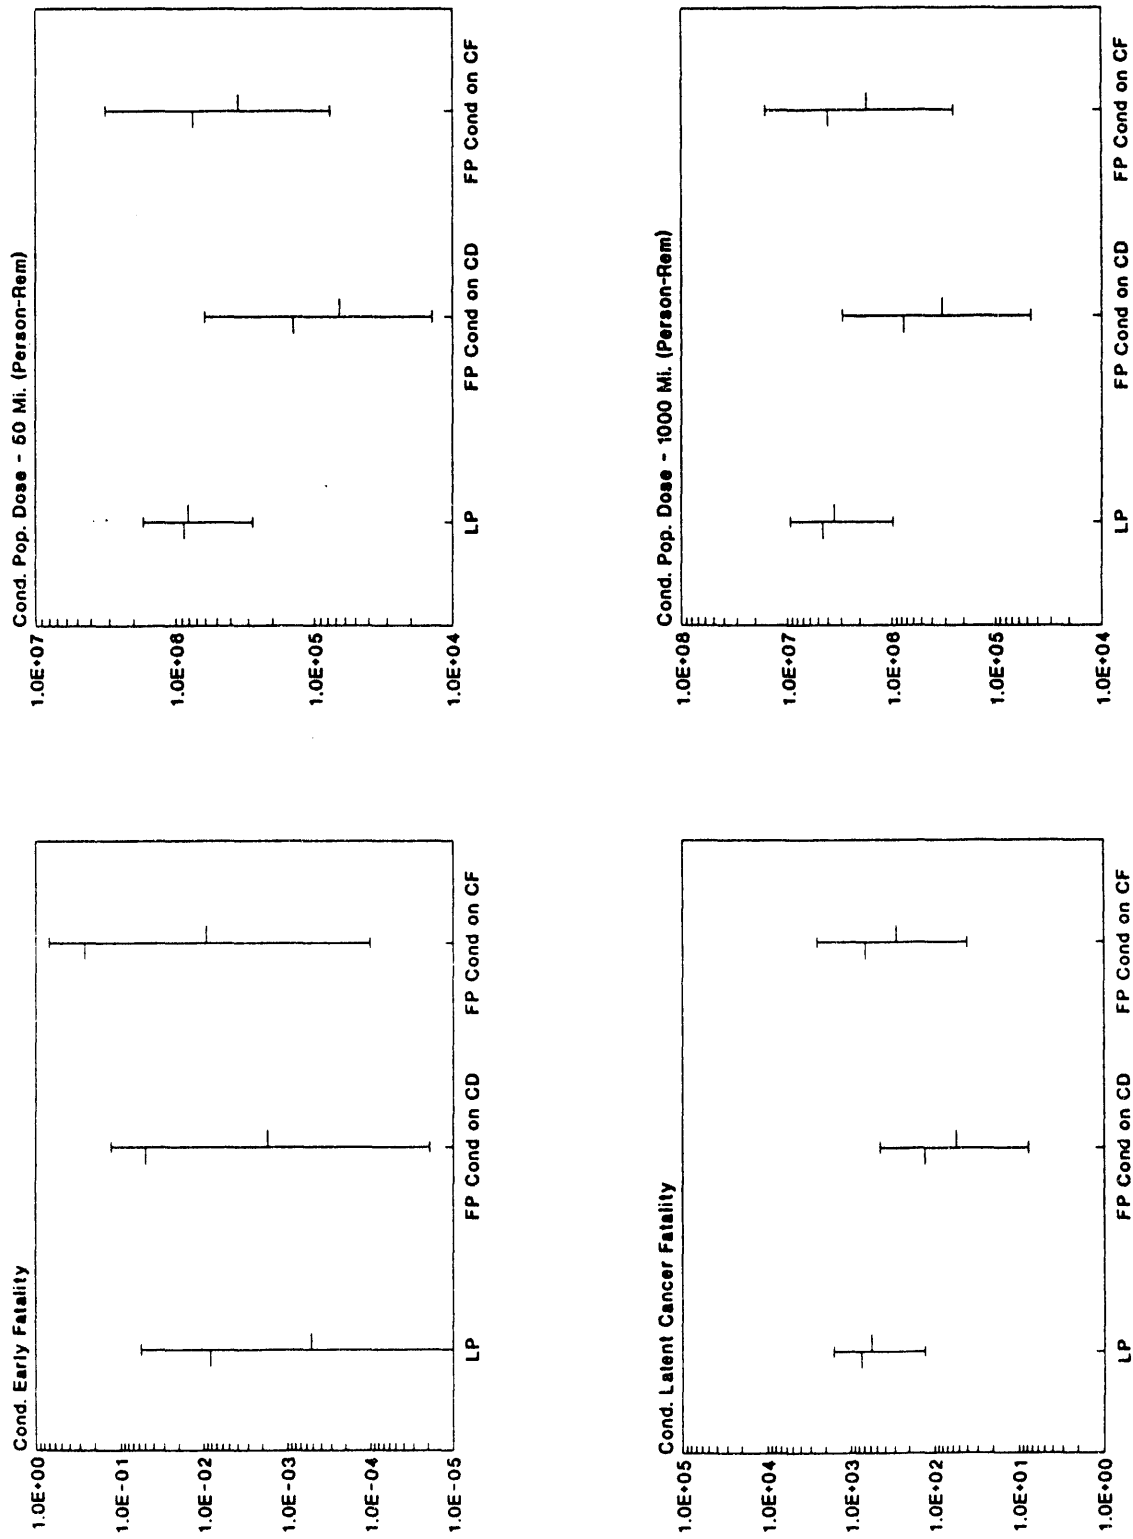 Cond. Early Fatality
1.0E+00
1.0E-01
1.0E-02
1.0E-03
1.0E-04
1.0E-05
LP
FP Cond on CD
FP Cond on CF
Cond. Pop. Dose - 50 Mi. (Person-Rem)
1.0E+07
1.0E+06
1.0E+05
1.0E+04
LP
FP Cond on CD
FP Cond on CF
Cond. Latent Cancer Fatality
1.0E+05
1.0E+04
1.0E+03
1.0E+02
1.0E+01
1.0E+00
LP
FP Cond on CD
FP Cond on CF
Cond. Pop. Dose - 1000 Mi. (Person-Rem)
1.0E+08
1.0E+07
1.0E+06
1.0E+05
1.0E+04
LP
FP Cond on CD
FP Cond on CF